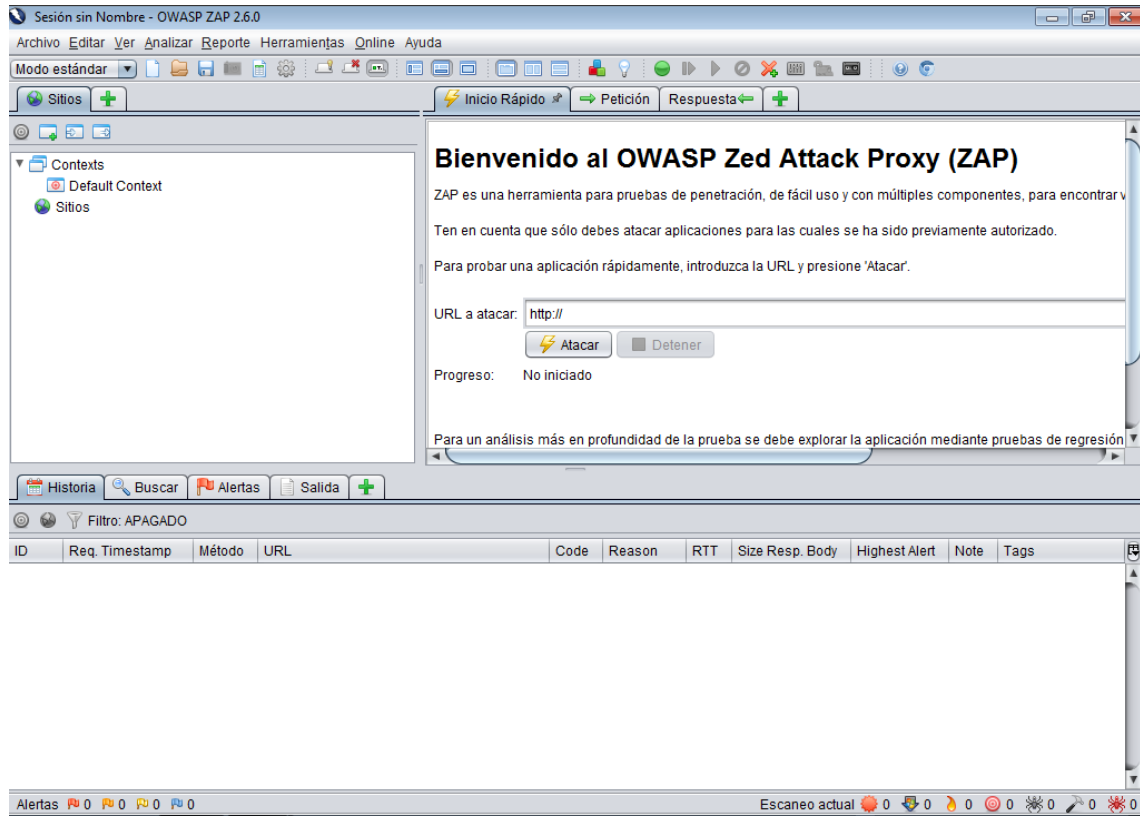 Sesión sin Nombre - OWASP ZAP 2.6.0
Archivo Editar Ver Analizar Reporte Herramientas Online Ayuda
Modo estándar
Sitios
Inicio Rápido Petición Respuesta
Contexts
Default Context
Sitios
Bienvenido al OWASP Zed Attack Proxy (ZAP)
ZAP es una herramienta para pruebas de penetración, de fácil uso y con múltiples componentes, para encontrar v
Ten en cuenta que sólo debes atacar aplicaciones para las cuales se ha sido previamente autorizado.
Para probar una aplicación rápidamente, introduzca la URL y presione 'Atacar'.
URL a atacar: http://
Atacar Detener
Progreso: No iniciado
Para un análisis más en profundidad de la prueba se debe explorar la aplicación mediante pruebas de regresión
Historia Buscar Alertas Salida
Filtro: APAGADO
ID Req. Timestamp Método URL Code Reason RTT Size Resp. Body Highest Alert Note Tags
Alertas 0 0 0 0 Escaneo actual 0 0 0 0 0 0 0